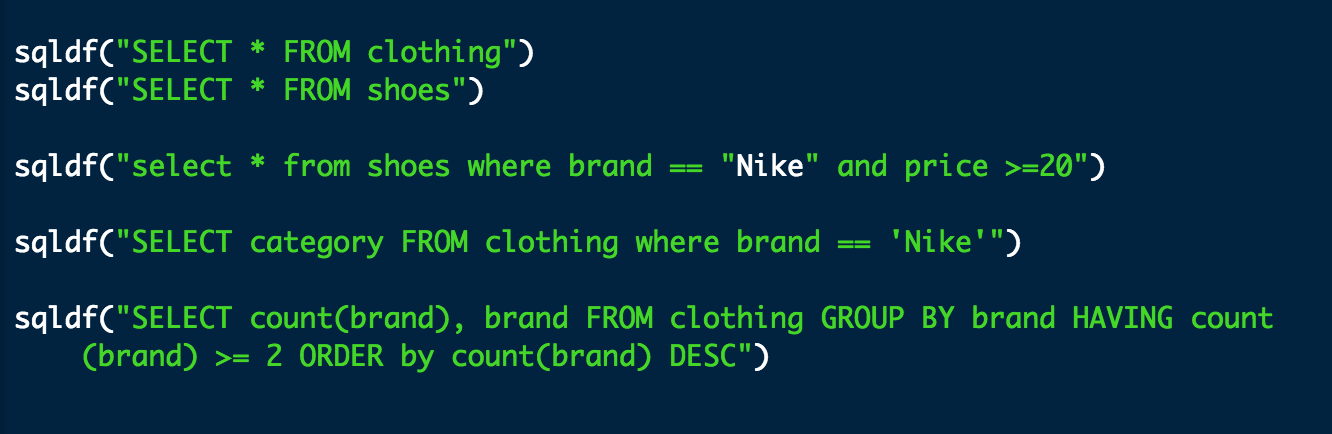 sqldf("SELECT * FROM clothing")
sqldf("SELECT * FROM shoes")
sqldf("select * from shoes where brand == "Nike" and price >=20")
sqldf("SELECT category FROM clothing where brand == 'Nike'")
sqldf("SELECT count(brand), brand FROM clothing GROUP BY brand HAVING count
(brand) >= 2 ORDER by count(brand) DESC")